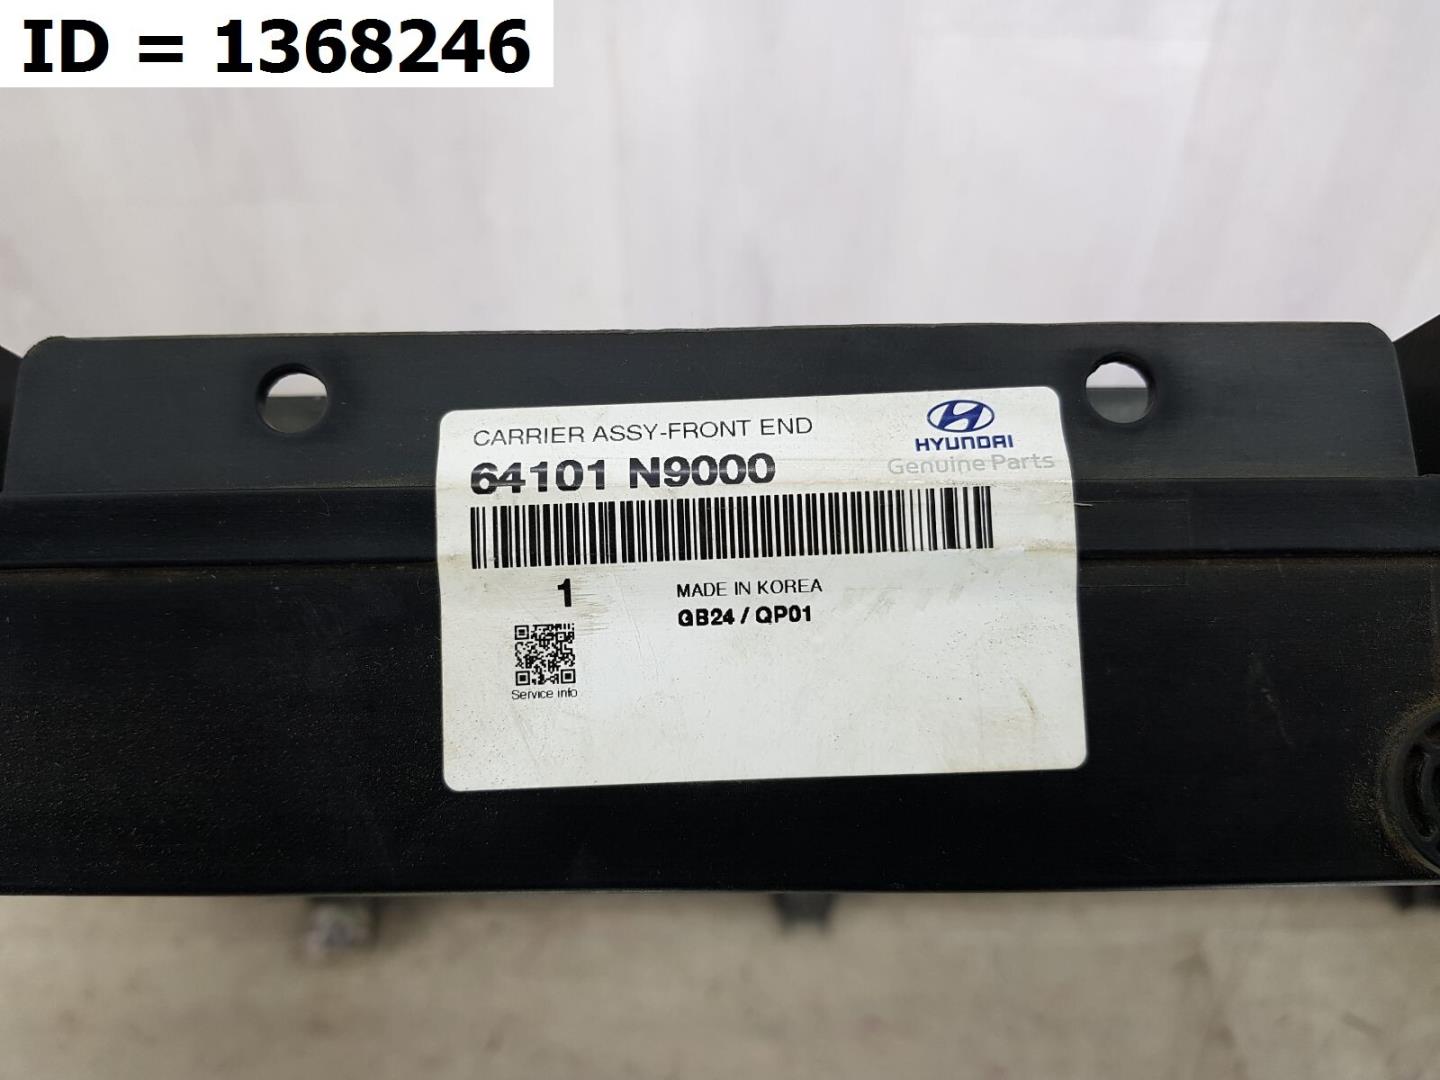 ID = 1368246
CARRIER ASSY-FRONT END
64101 N9000
HYUNDAI
Genuine Parts
1
MADE IN KOREA
GB24 / QP01
Service info